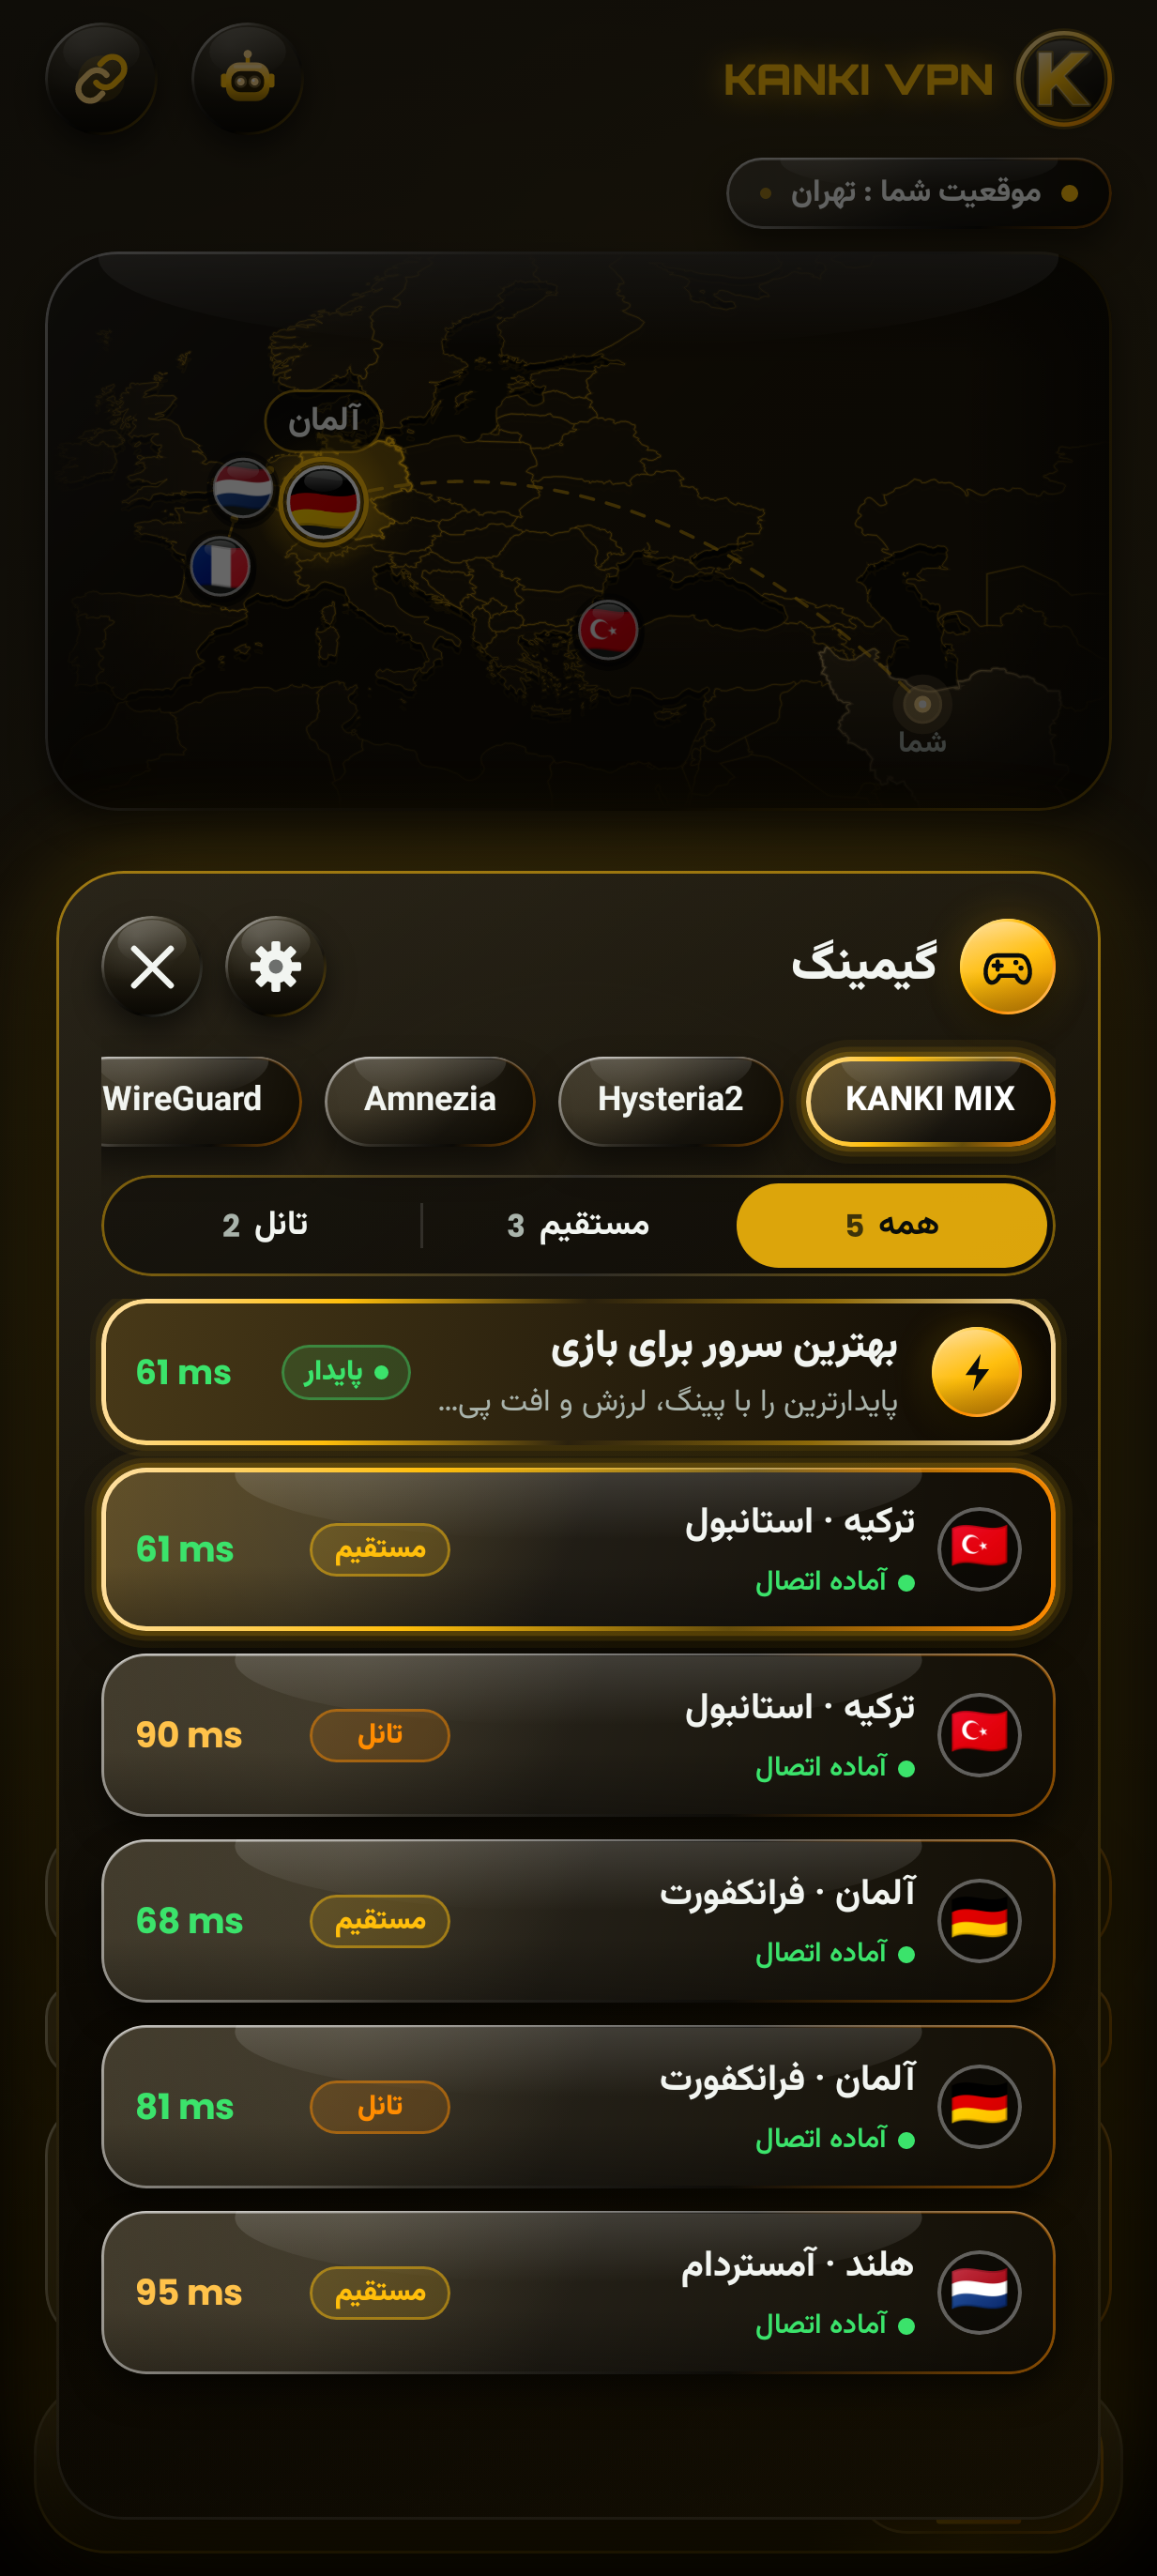 KANKI VPN
موقعیت شما : تهران
آلمان
شما
گیمینگ
KANKI MIX
Hysteria2
Amnezia
WireGuard
همه 5
مستقیم 3
تانل 2
بهترین سرور برای بازی
پایدارترین را با پینگ، لرزش و افت پی...
پایدار
61 ms
ترکیه · استانبول
آماده اتصال
مستقیم
61 ms
ترکیه · استانبول
آماده اتصال
تانل
90 ms
آلمان · فرانکفورت
آماده اتصال
مستقیم
68 ms
آلمان · فرانکفورت
آماده اتصال
تانل
81 ms
هلند · آمستردام
آماده اتصال
مستقیم
95 ms